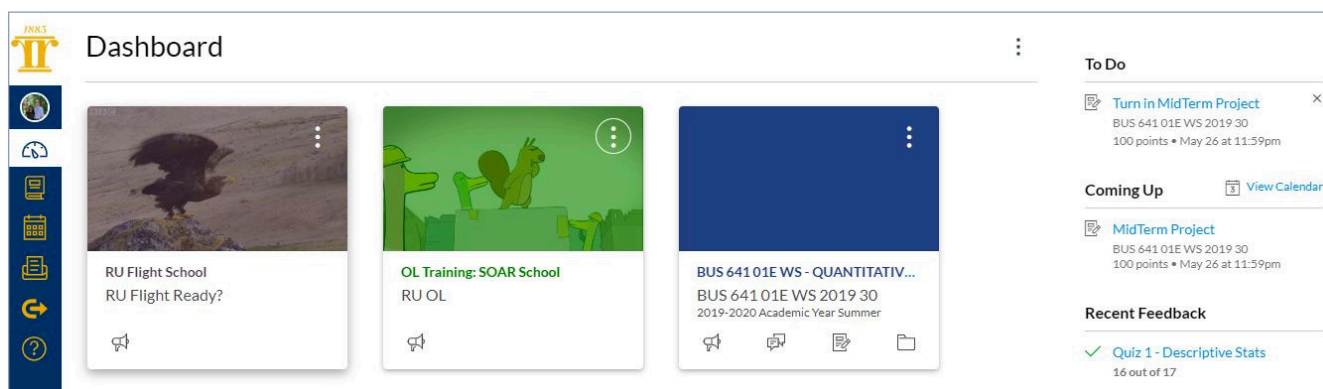 1885
Dashboard
RU Flight School
RU Flight Ready?
OL Training: SOAR School
RU OL
BUS 641 01E WS - QUANTITATIV...
BUS 641 01E WS 2019 30
2019-2020 Academic Year Summer
To Do
Turn in MidTerm Project
BUS 641 01E WS 2019 30
100 points • May 26 at 11:59pm
Coming Up
3 View Calendar
MidTerm Project
BUS 641 01E WS 2019 30
100 points • May 26 at 11:59pm
Recent Feedback
Quiz 1 - Descriptive Stats
16 out of 17